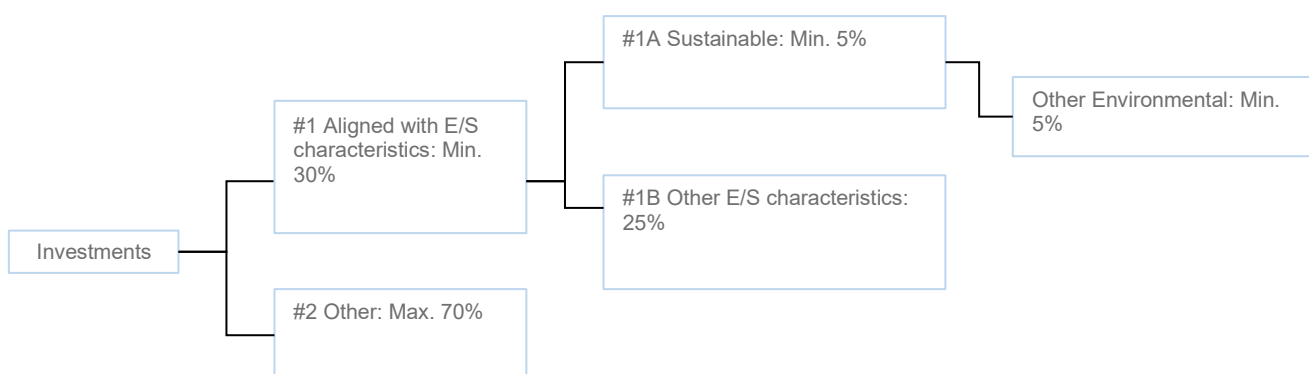 #1A Sustainable: Min. 5%
Other Environmental: Min.
5%
#1 Aligned with E/S
characteristics: Min.
30%
#1B Other E/S characteristics:
25%
Investments
#2 Other: Max. 70%